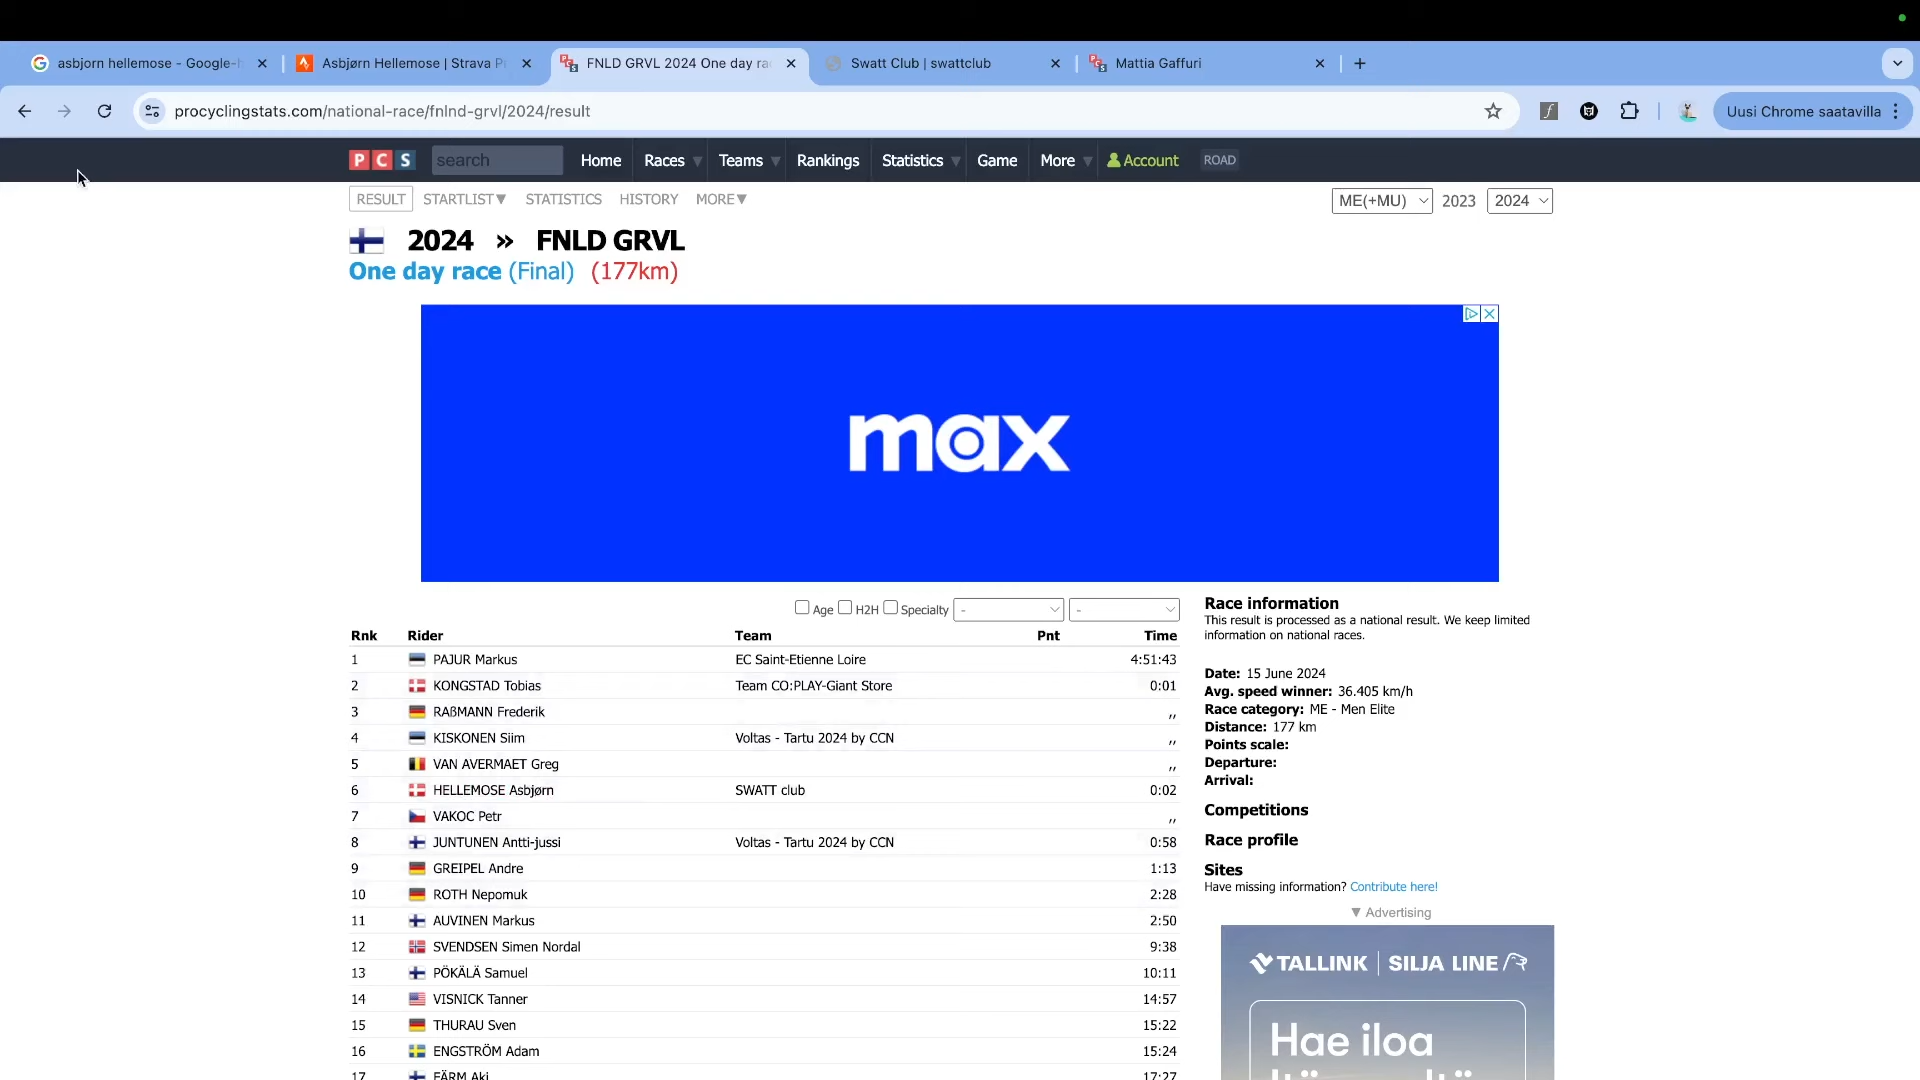 asbjorn hellemose - Google-h
Asbjørn Hellemose | Strava P
FNLD GRVL 2024 One day ra
Swatt Club | swattclub
Mattia Gaffuri
procyclingstats.com/national-race/fnlnd-grvl/2024/result
Uusi Chrome saatavilla
PCS search Home Races Teams Rankings Statistics Game More Account ROAD
RESULT STARTLIST▼ STATISTICS HISTORY MORE▼ ME(+MU) 2023 2024
2024 » FNLD GRVL
One day race (Final) (177km)
max
Age H2H Specialty - -
Rnk Rider Team Pnt Time
1 PAJUR Markus EC Saint-Etienne Loire 4:51:43
2 KONGSTAD Tobias Team CO:PLAY-Giant Store 0:01
3 RAßMANN Frederik ,,
4 KISKONEN Siim Voltas - Tartu 2024 by CCN ,,
5 VAN AVERMAET Greg ,,
6 HELLEMOSE Asbjørn SWATT club 0:02
7 VAKOC Petr ,,
8 JUNTUNEN Antti-jussi Voltas - Tartu 2024 by CCN 0:58
9 GREIPEL Andre 1:13
10 ROTH Nepomuk 2:28
11 AUVINEN Markus 2:50
12 SVENDSEN Simen Nordal 9:38
13 PÖKÄLÄ Samuel 10:11
14 VISNICK Tanner 14:57
15 THURAU Sven 15:22
16 ENGSTRÖM Adam 15:24
17 FÄRM Aki 17:27
Race information
This result is processed as a national result. We keep limited
information on national races.
Date: 15 June 2024
Avg. speed winner: 36.405 km/h
Race category: ME - Men Elite
Distance: 177 km
Points scale:
Departure:
Arrival:
Competitions
Race profile
Sites
Have missing information? Contribute here!
▼ Advertising
TALLINK | SILJA LINE
Hae iloa